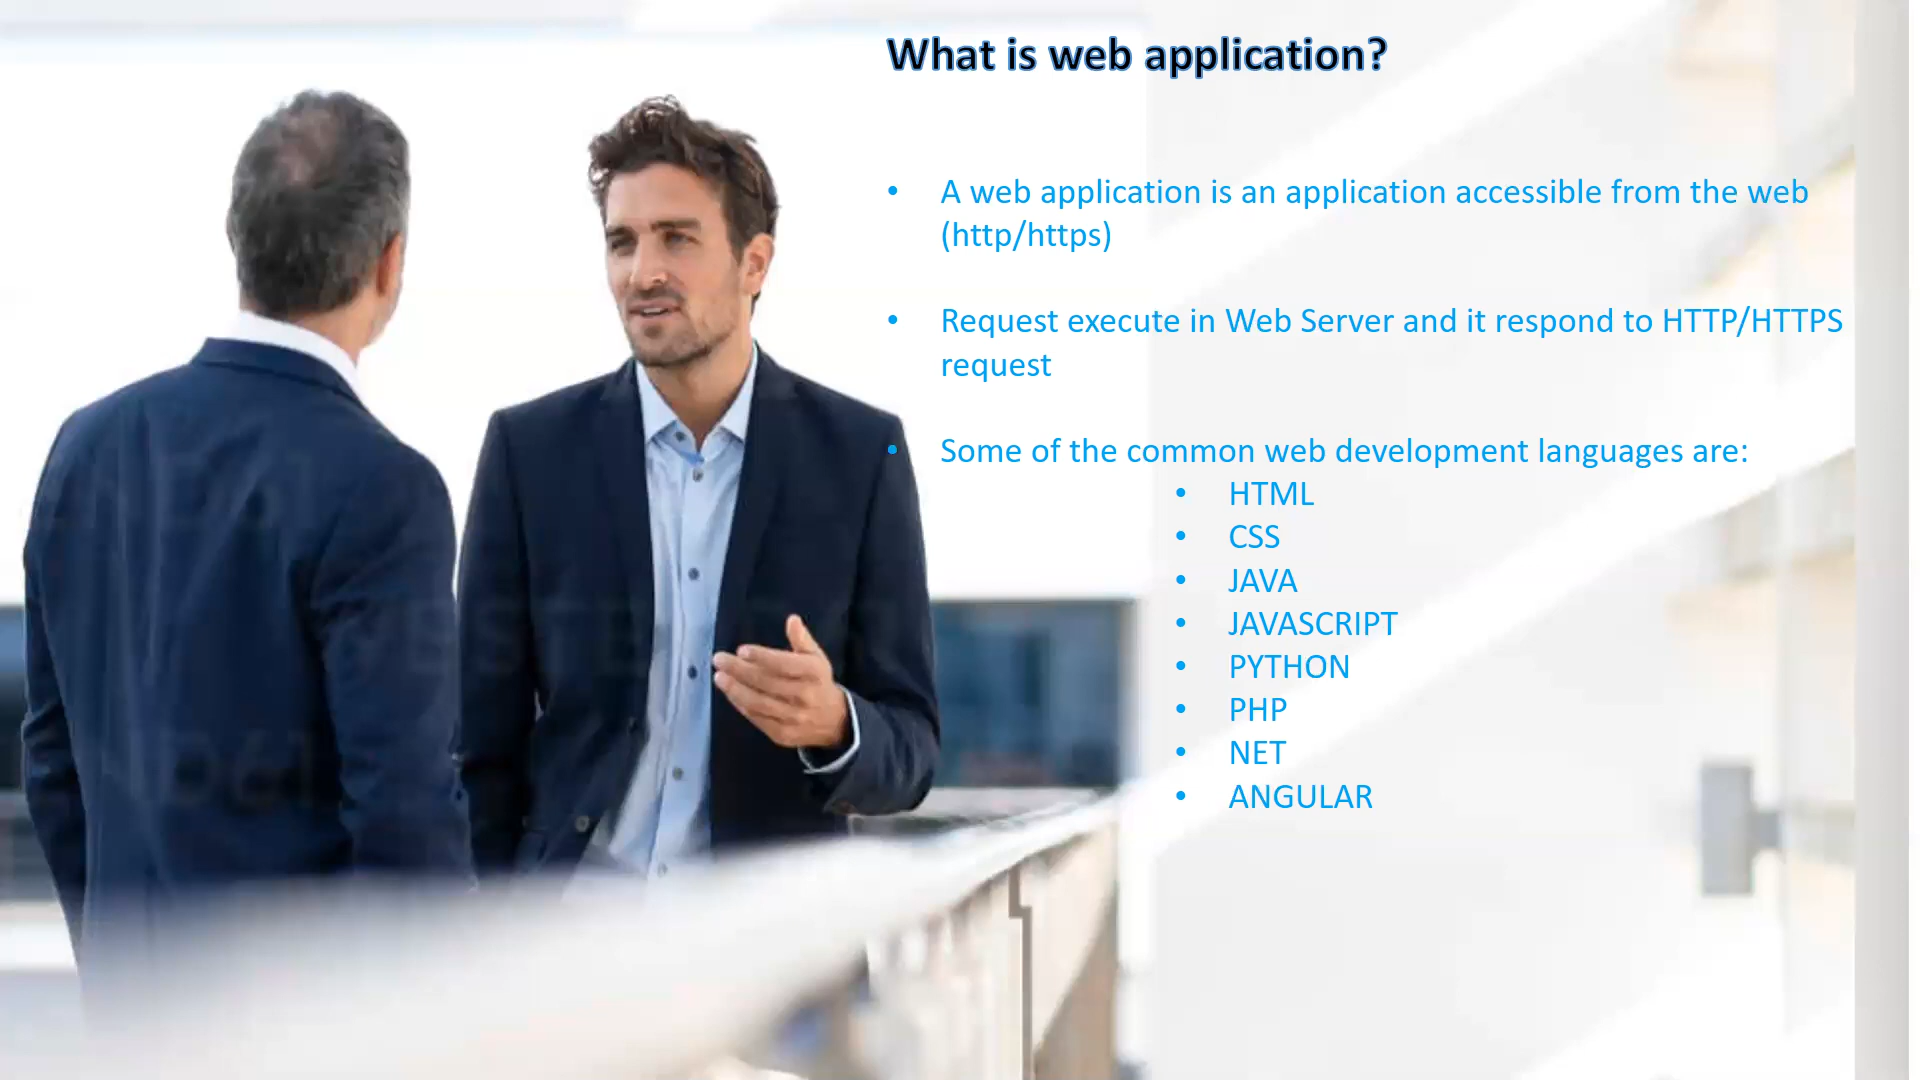 What is web application?
• A web application is an application accessible from the web
(http/https)
• Request execute in Web Server and it respond to HTTP/HTTPS
request
• Some of the common web development languages are:
• HTML
• CSS
• JAVA
• JAVASCRIPT
• PYTHON
• PHP
• NET
• ANGULAR